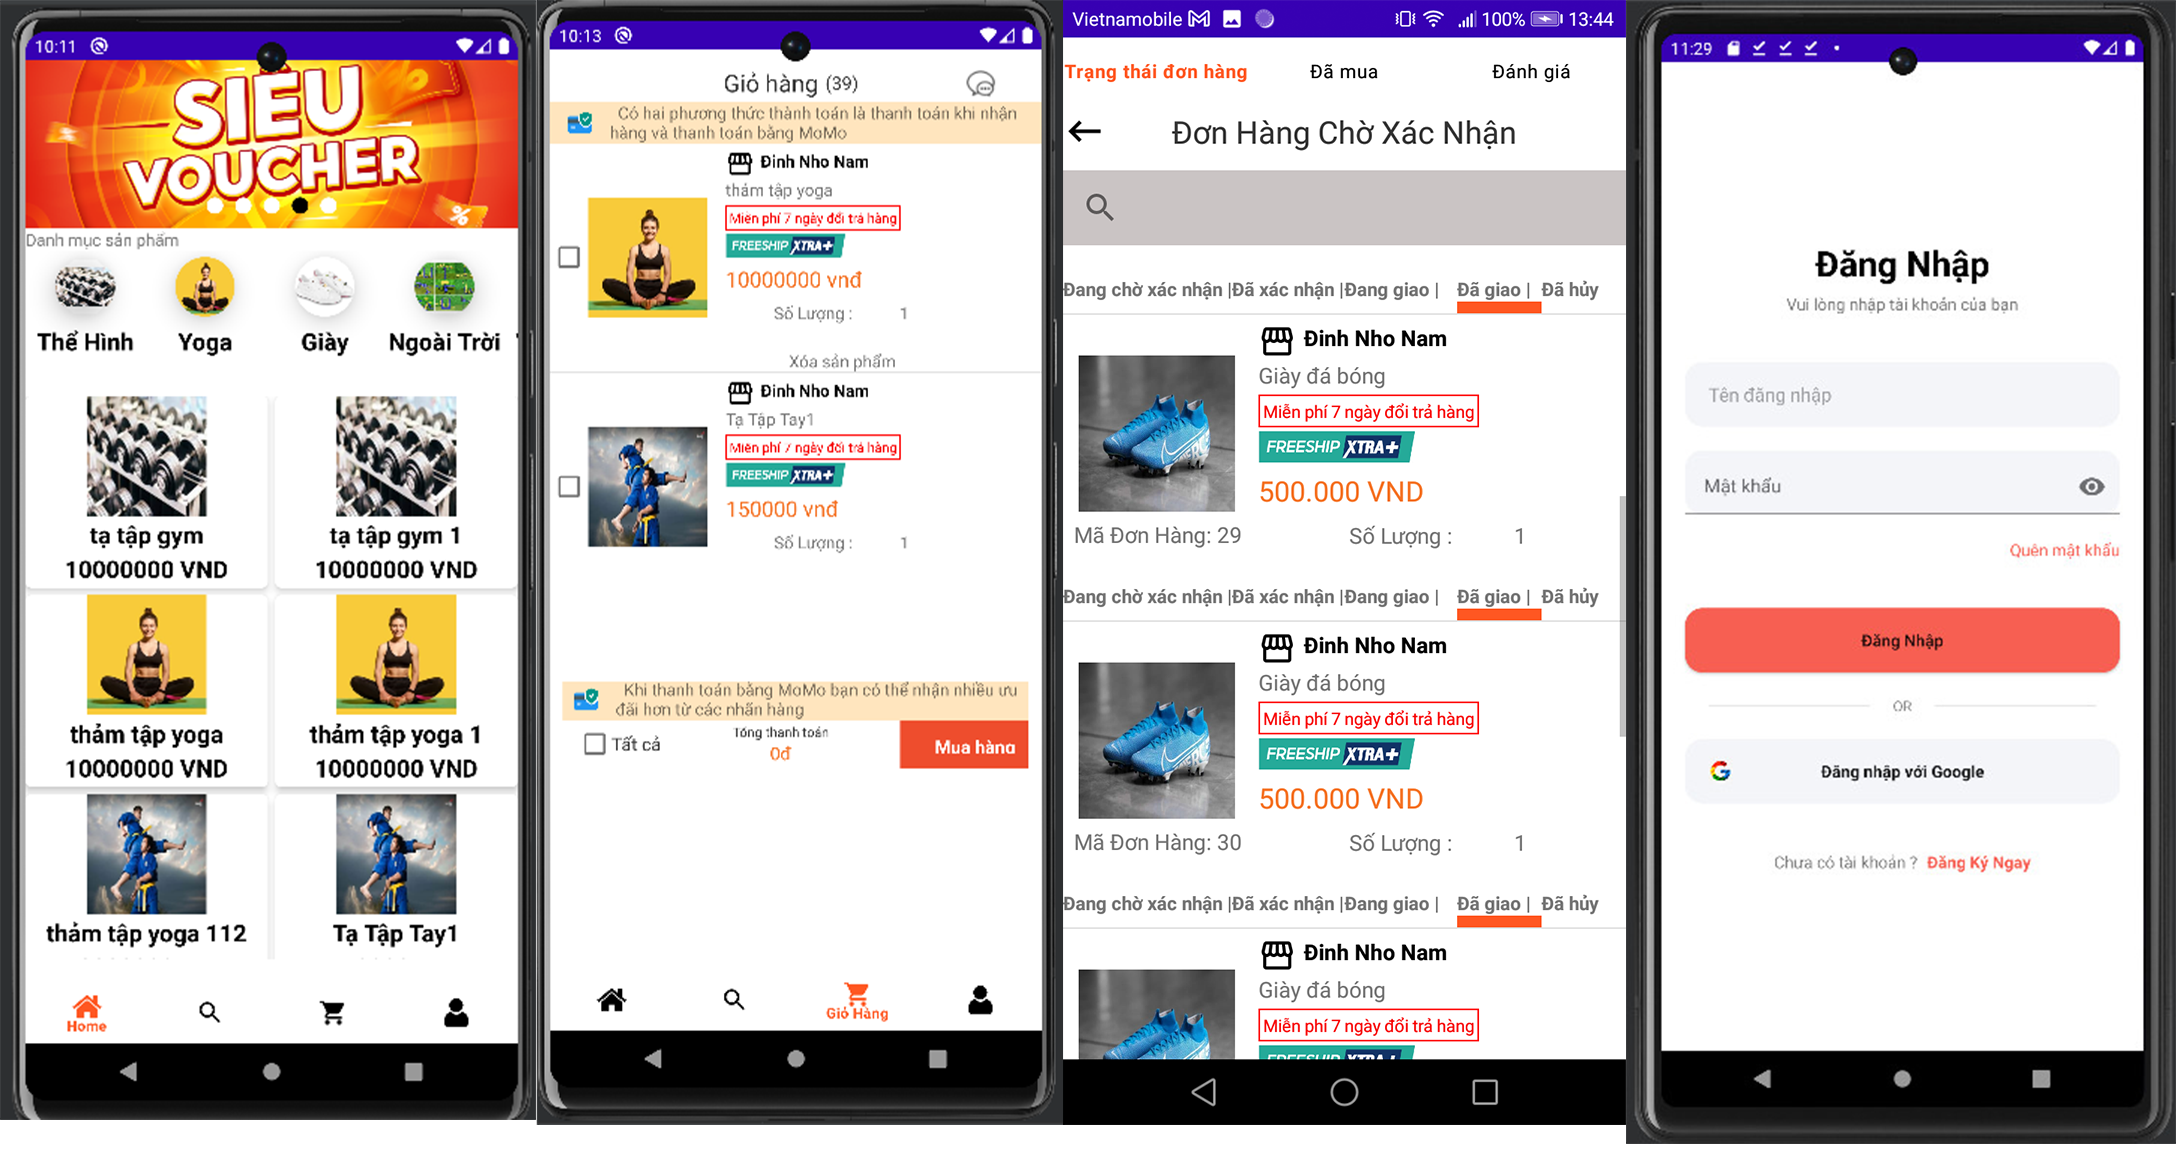 10:11
SIÊU
VOUCHER
%
Danh mục sản phẩm
Thể Hình
Yoga
Giày
Ngoài Trời
tạ tập gym
10000000 VND
tạ tập gym 1
10000000 VND
thảm tập yoga
10000000 VND
thảm tập yoga 1
10000000 VND
thảm tập yoga 112
Tạ Tập Tay1
Home
10:13
Giỏ hàng (39)
Có hai phương thức thành toán là thanh toán khi nhận
hàng và thanh toán bằng MoMo
Đinh Nho Nam
thảm tập yoga
Miễn phí 7 ngày đổi trả hàng
FREESHIP XTRA+
10000000 vnđ
Số Lượng : 1
Xóa sản phẩm
Đinh Nho Nam
Tạ Tập Tay1
Miễn phí 7 ngày đổi trả hàng
FREESHIP XTRA+
150000 vnđ
Số Lượng : 1
Khi thanh toán bằng MoMo bạn có thể nhận nhiều ưu
đãi hơn từ các nhãn hàng
Tất cả
Tổng thanh toán
0đ
Mua hàng
Giỏ Hàng
Vietnamobile 100% 13:44
Trạng thái đơn hàng Đã mua Đánh giá
Đơn Hàng Chờ Xác Nhận
Đang chờ xác nhận |Đã xác nhận |Đang giao | Đã giao | Đã hủy
Đinh Nho Nam
Giày đá bóng
Miễn phí 7 ngày đổi trả hàng
FREESHIP XTRA+
500.000 VND
Mã Đơn Hàng: 29 Số Lượng : 1
Đang chờ xác nhận |Đã xác nhận |Đang giao | Đã giao | Đã hủy
Đinh Nho Nam
Giày đá bóng
Miễn phí 7 ngày đổi trả hàng
FREESHIP XTRA+
500.000 VND
Mã Đơn Hàng: 30 Số Lượng : 1
Đang chờ xác nhận |Đã xác nhận |Đang giao | Đã giao | Đã hủy
Đinh Nho Nam
Giày đá bóng
Miễn phí 7 ngày đổi trả hàng
FREESHIP XTRA+
11:29
Đăng Nhập
Vui lòng nhập tài khoản của bạn
Tên đăng nhập
Mật khẩu
Quên mật khẩu
Đăng Nhập
OR
Đăng nhập với Google
Chưa có tài khoản ? Đăng Ký Ngay